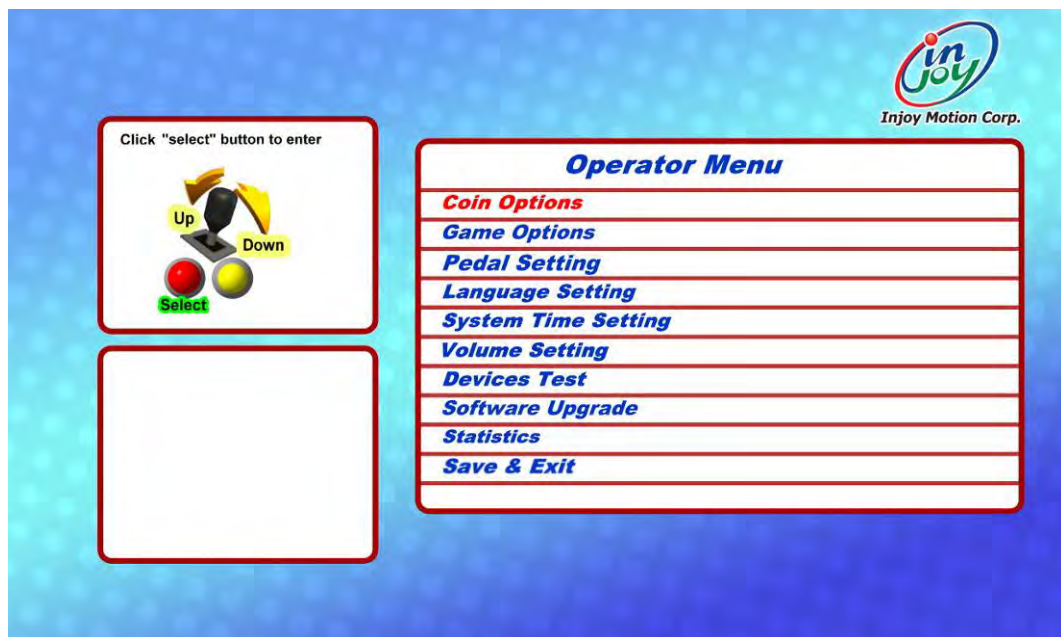 in
joy
Injoy Motion Corp.
Click "select" button to enter
Up
Down
Select
Operator Menu
Coin Options
Game Options
Pedal Setting
Language Setting
System Time Setting
Volume Setting
Devices Test
Software Upgrade
Statistics
Save & Exit